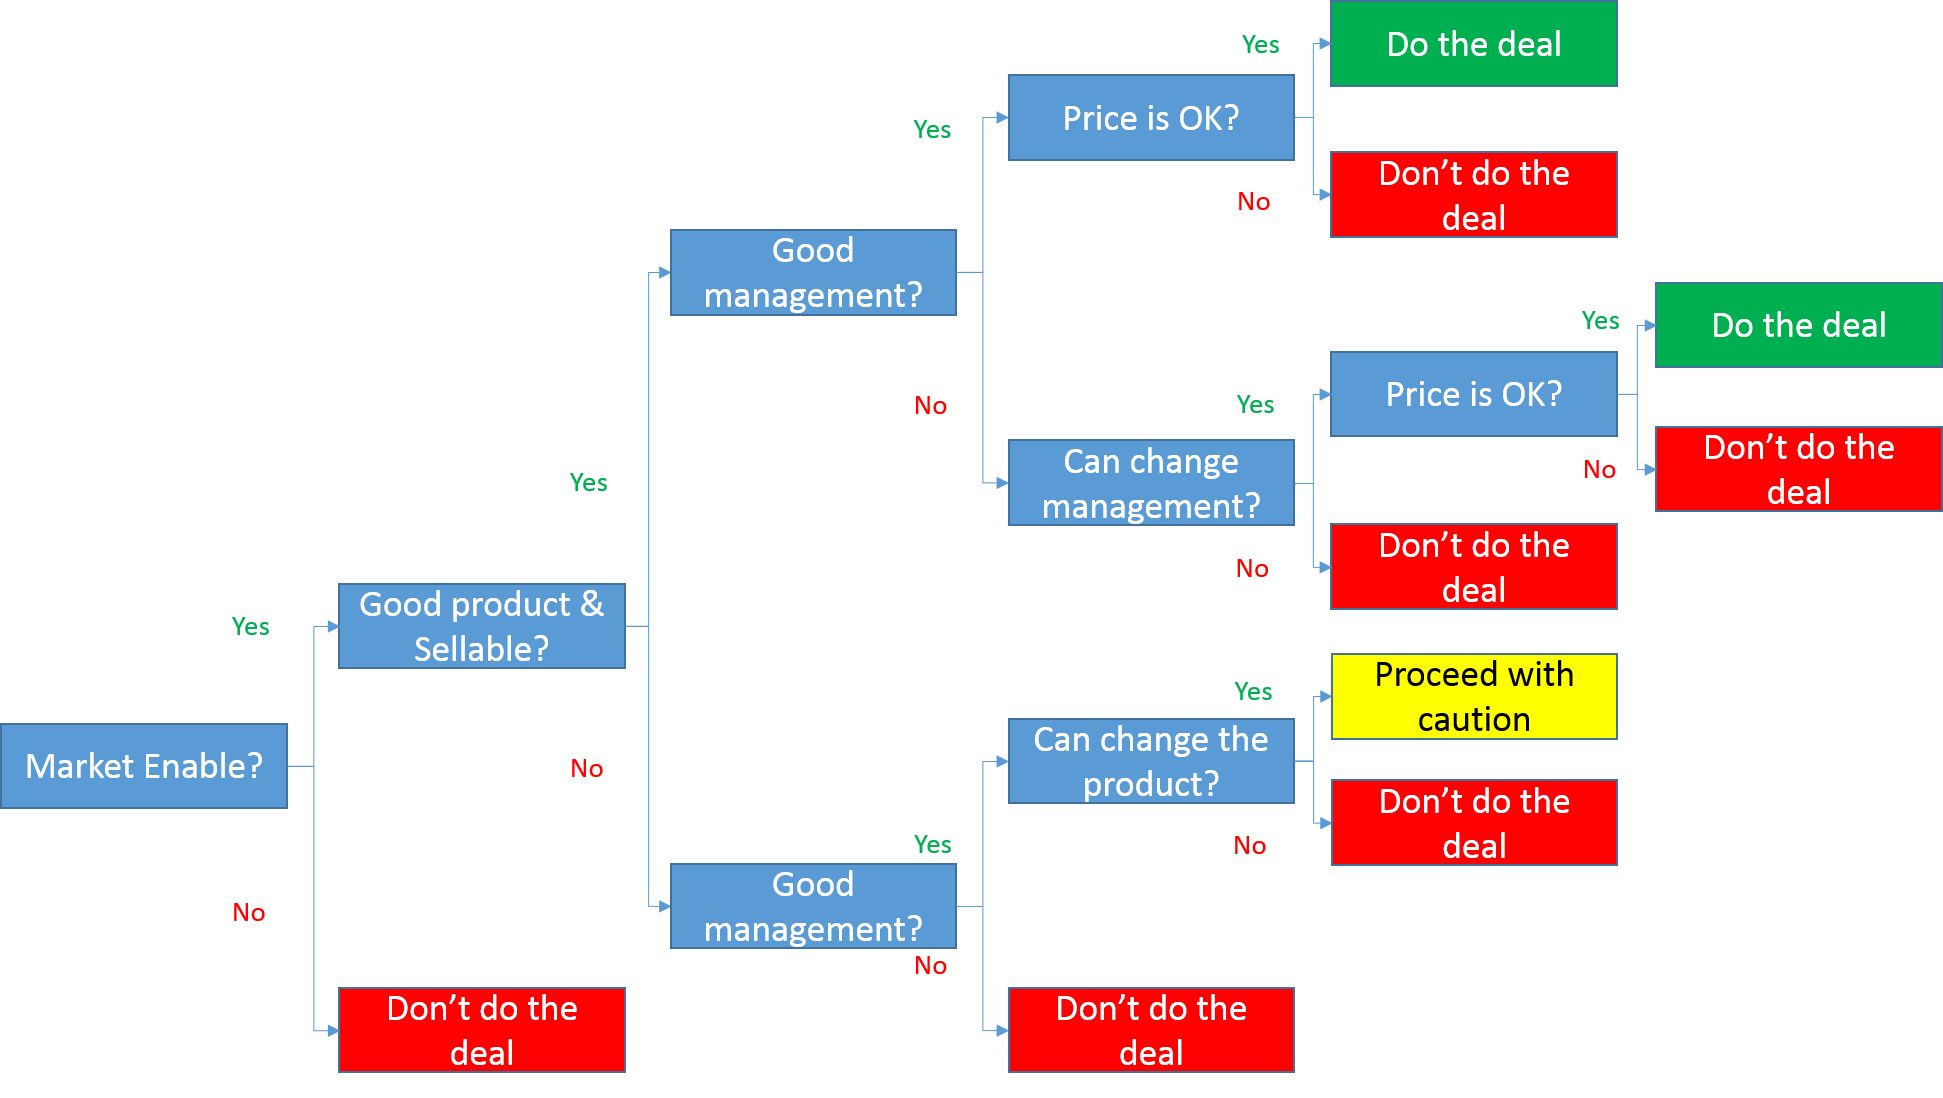 Yes
Do the deal
Yes
Price is OK?
No
Don’t do the
deal
Good
management?
Yes
Do the deal
No
Yes
Price is OK?
No
Don’t do the
deal
Can change
management?
Yes
No
Don’t do the
deal
Yes
Good product &
Sellable?
Yes
Proceed with
caution
Can change the
product?
Market Enable?
No
No
Don’t do the
deal
Yes
Good
management?
No
No
Don’t do the
deal
Don’t do the
deal